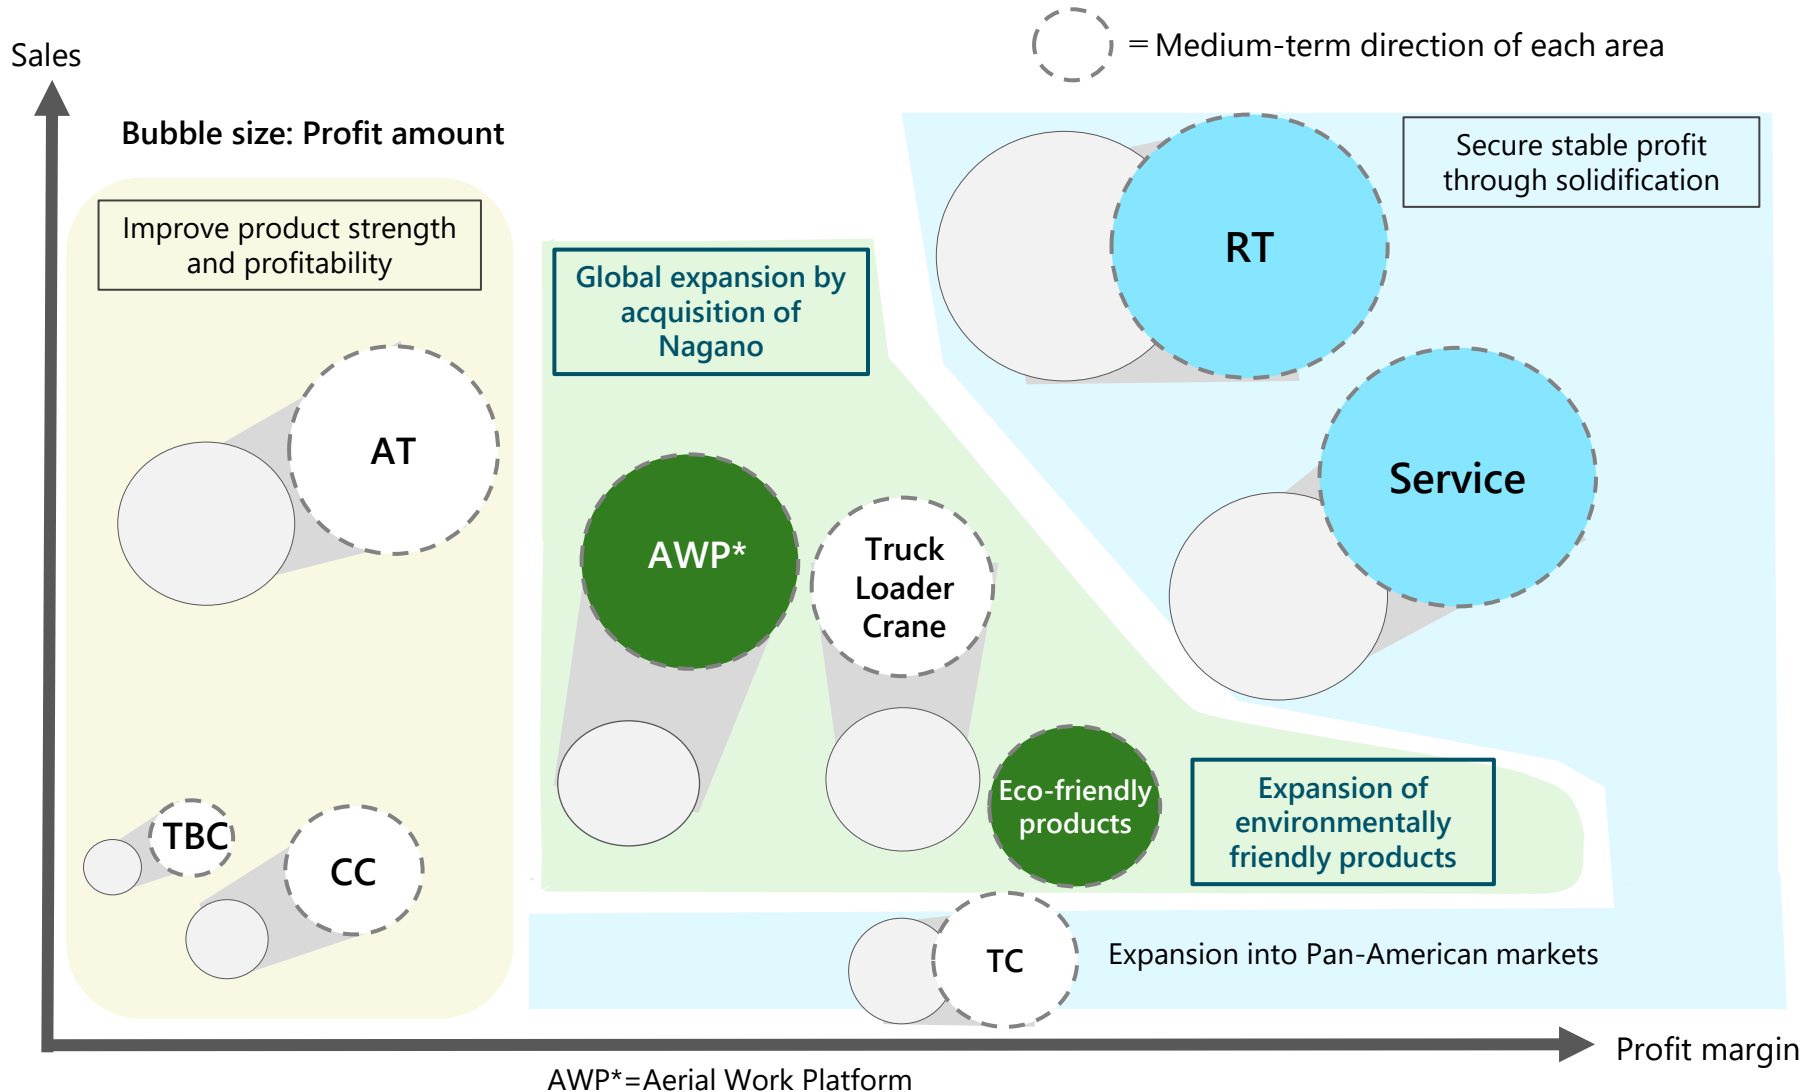 Sales
= Medium-term direction of each area
Bubble size: Profit amount
Improve product strength
and profitability
Global expansion by
acquisition of
Nagano
Secure stable profit
through solidification
RT
AT
Service
AWP*
Truck
Loader
Crane
TBC
CC
Eco-friendly
products
Expansion of
environmentally
friendly products
TC
Expansion into Pan-American markets
Profit margin
AWP*=Aerial Work Platform